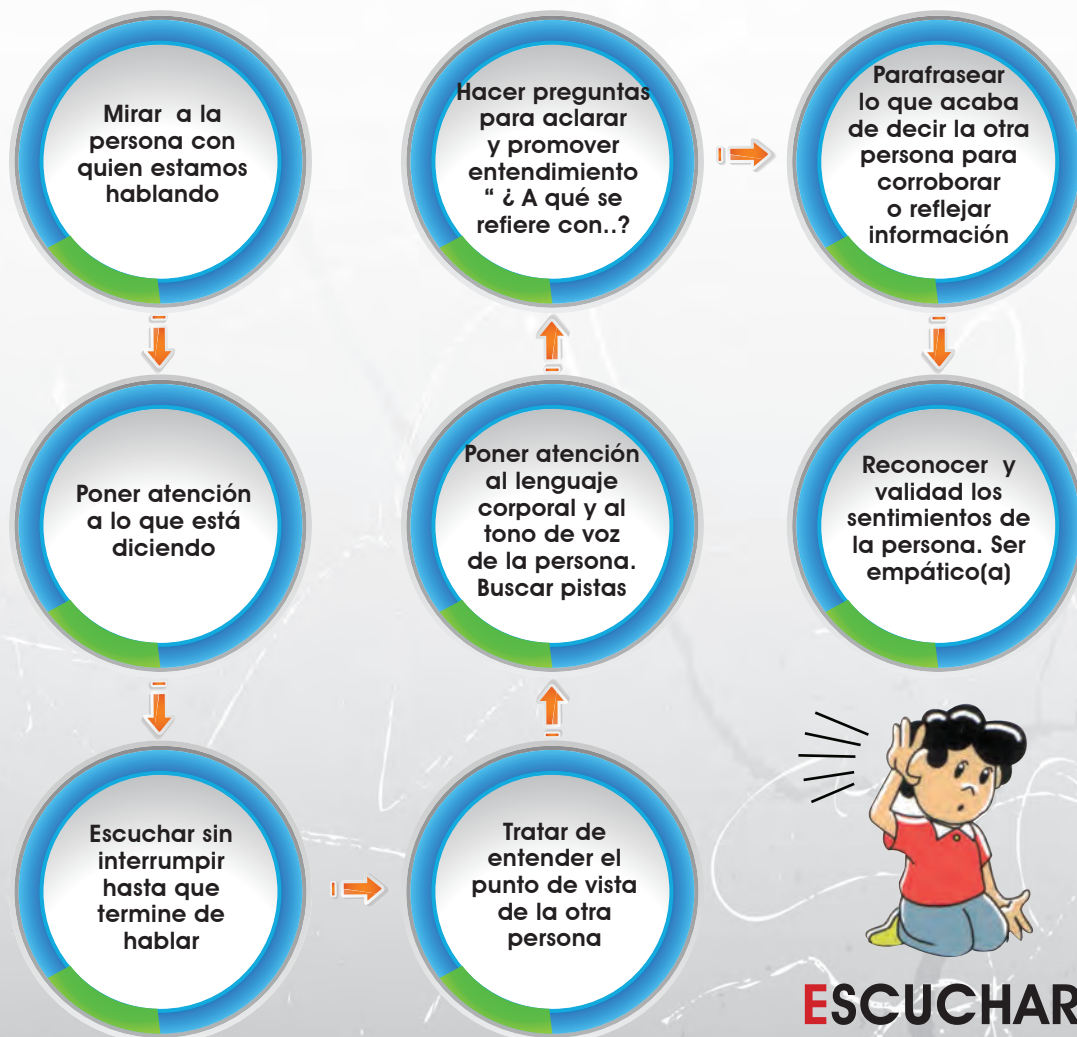 Mirar a la
persona con
quien estamos
hablando
Poner atención
a lo que está
diciendo
Escuchar sin
interrumpir
hasta que
termine de
hablar
Tratar de
entender el
punto de vista
de la otra
persona
Poner atención
al lenguaje
corporal y al
tono de voz
de la persona.
Buscar pistas
Hacer preguntas
para aclarar
y promover
entendimiento
“ ¿ A qué se
refiere con..?
Parafrasear
lo que acaba
de decir la otra
persona para
corroborar
o reflejar
información
Reconocer y
validad los
sentimientos de
la persona. Ser
empático(a)
ESCUCHAR